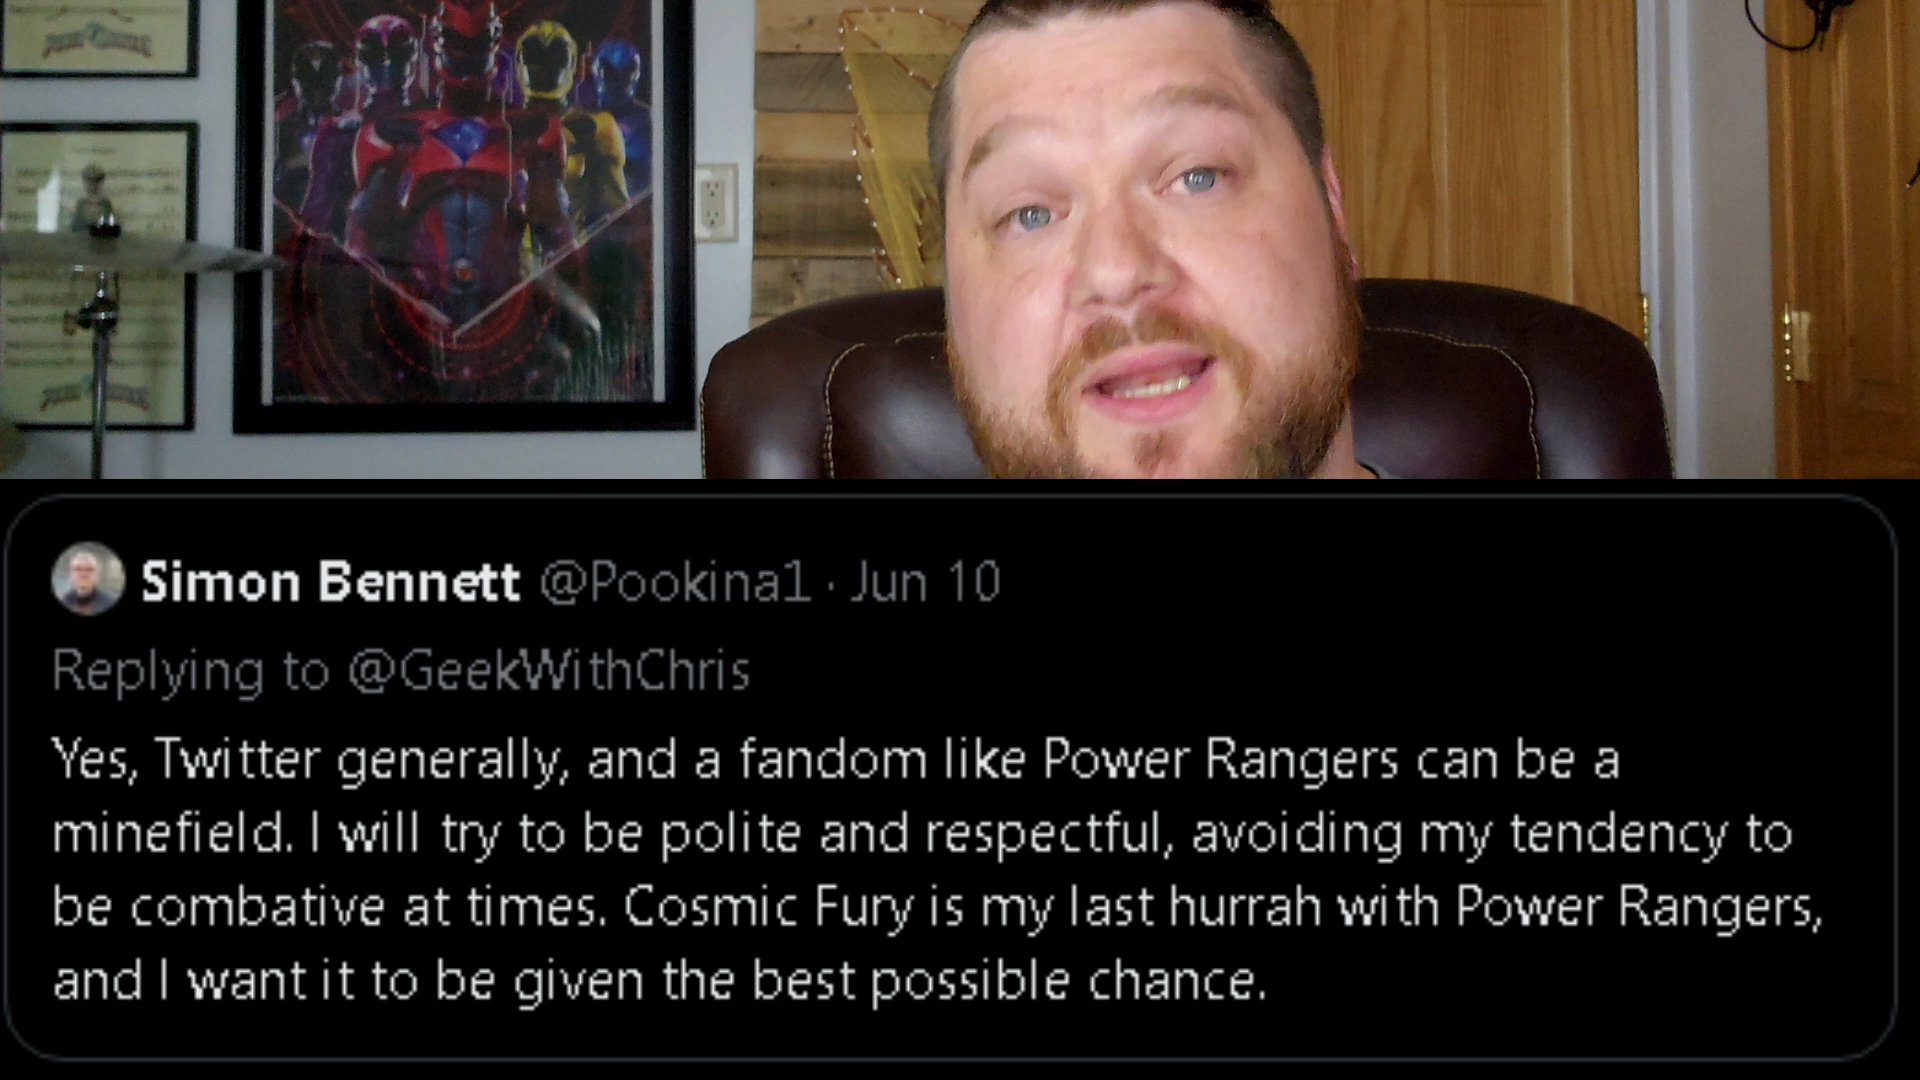 Simon Bennett @Pookina1 · Jun 10
Replying to @GeekWithChris
Yes, Twitter generally, and a fandom like Power Rangers can be a
minefield. I will try to be polite and respectful, avoiding my tendency to
be combative at times. Cosmic Fury is my last hurrah with Power Rangers,
and I want it to be given the best possible chance.